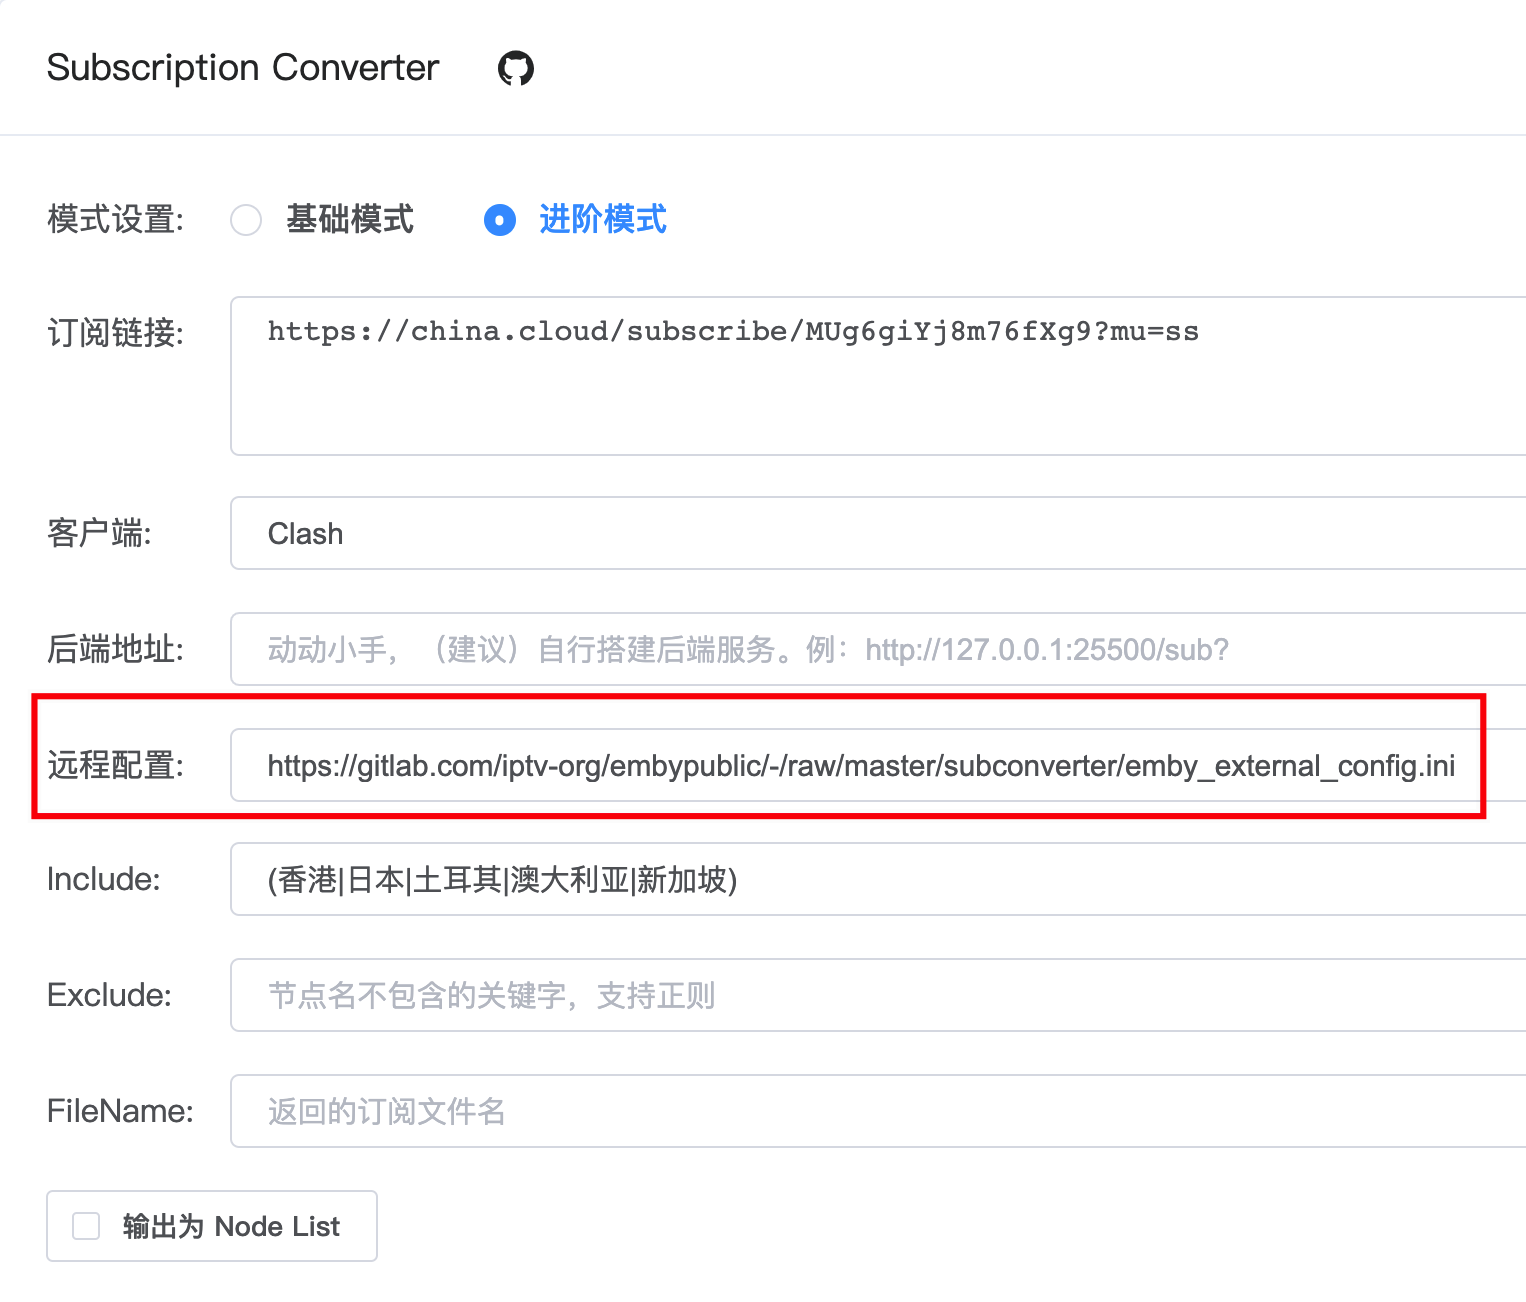 Subscription Converter
模式设置: 基础模式 进阶模式
订阅链接: https://china.cloud/subscribe/MUg6giYj8m76fXg9?mu=ss
客户端: Clash
后端地址: 动动小手，（建议）自行搭建后端服务。例：http://127.0.0.1:25500/sub?
远程配置: https://gitlab.com/iptv-org/embypublic/-/raw/master/subconverter/emby_external_config.ini
Include: (香港|日本|土耳其|澳大利亚|新加坡)
Exclude: 节点名不包含的关键字，支持正则
FileName: 返回的订阅文件名
输出为 Node List